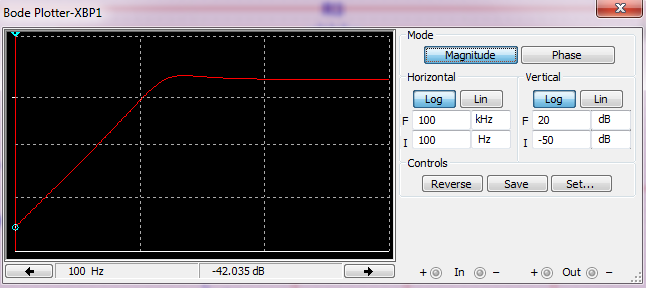 Bode Plotter-XBP1
Mode
Magnitude Phase
Horizontal Vertical
Log Lin Log Lin
F 100 kHz F 20 dB
I 100 Hz I -50 dB
Controls
Reverse Save Set...
100 Hz -42.035 dB
+ In - + Out -